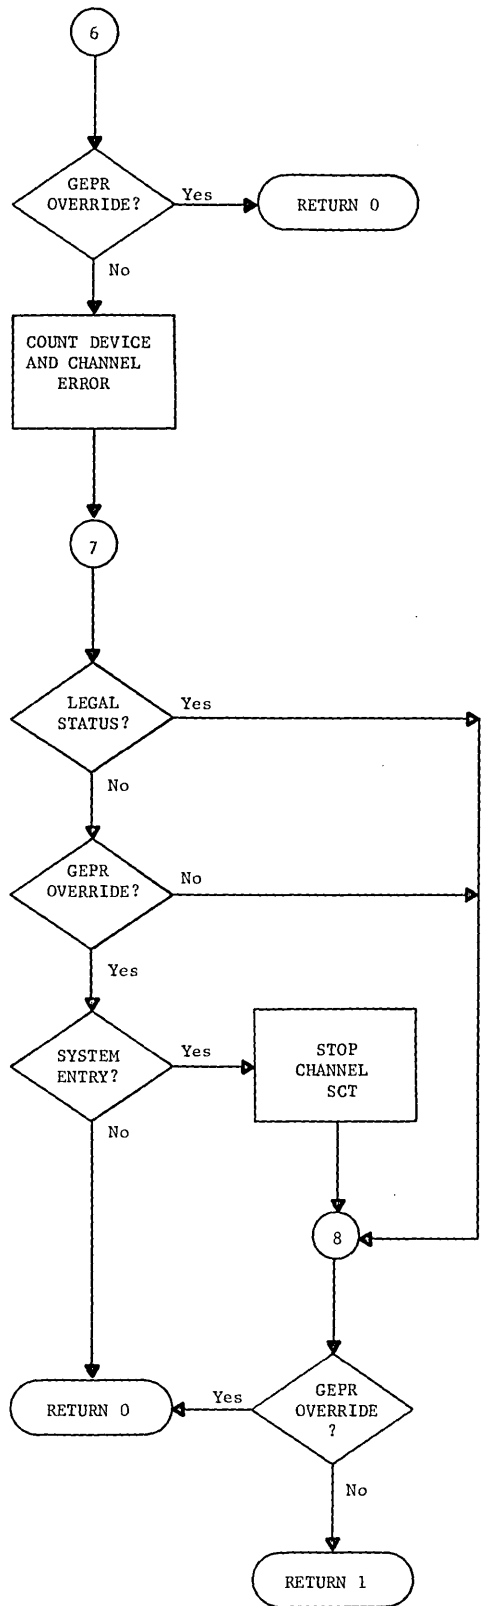 6
GEPR
OVERRIDE?
Yes
RETURN 0
No
COUNT DEVICE
AND CHANNEL
ERROR
7
LEGAL
STATUS?
Yes
No
GEPR
OVERRIDE?
No
Yes
SYSTEM
ENTRY?
Yes
STOP
CHANNEL
SCT
No
8
RETURN 0
Yes
GEPR
OVERRIDE
?
No
RETURN 1